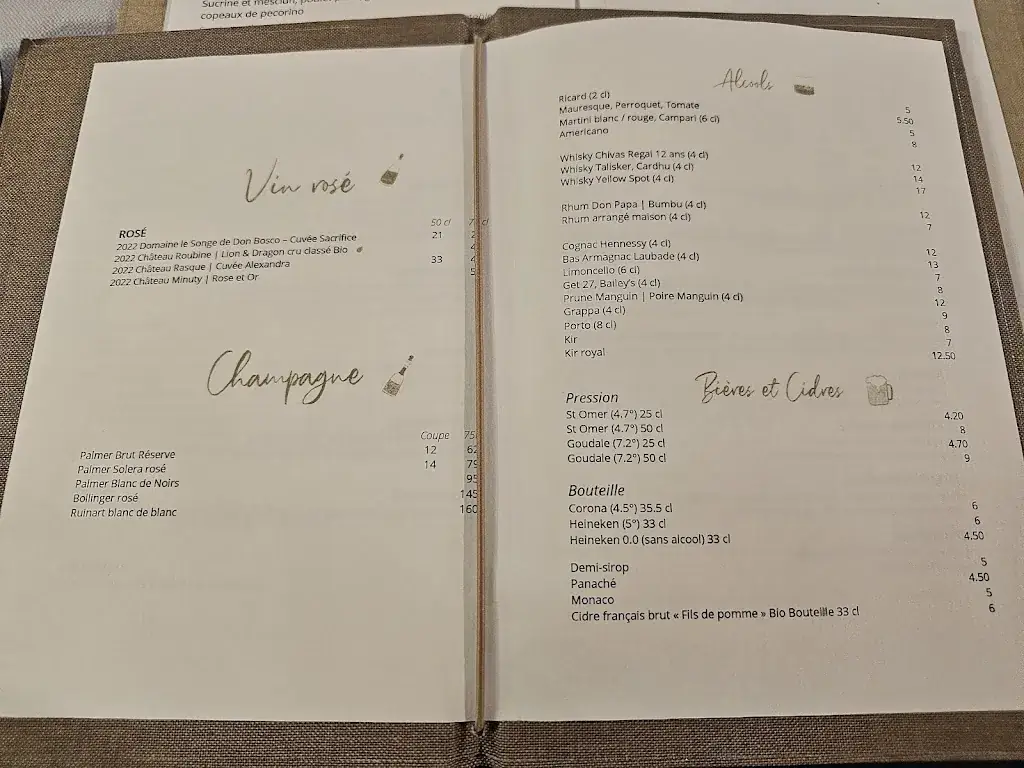 Sucrine et mesclun,
copeaux de pecorino
Vin rosé
50 cl
ROSÉ
2022 Domaine le Songe de Don Bosco – Cuvée Sacrifice 21
2022 Château Roubine | Lion & Dragon cru classé Bio
2022 Château Rasque | Cuvée Alexandra 33
2022 Château Minuty | Rose et Or
Champagne
Coupe 75
Palmer Brut Réserve 12 62
Palmer Solera rosé 14 79
Palmer Blanc de Noirs 95
Bollinger rosé 145
Ruinart blanc de blanc 160
Alcools
Ricard (2 cl) 5
Mauresque, Perroquet, Tomate 5.50
Martini blanc / rouge, Campari (6 cl) 5
Americano 8
Whisky Chivas Regal 12 ans (4 cl) 12
Whisky Talisker, Cardhu (4 cl) 14
Whisky Yellow Spot (4 cl) 17
Rhum Don Papa | Bumbu (4 cl) 12
Rhum arrangé maison (4 cl) 7
Cognac Hennessy (4 cl) 12
Bas Armagnac Laubade (4 cl) 13
Limoncello (6 cl) 7
Get 27, Bailey's (4 cl) 8
Prune Manguin | Poire Manguin (4 cl) 12
Grappa (4 cl) 9
Porto (8 cl) 8
Kir 7
Kir royal 12.50
Bières et Cidres
Pression
St Omer (4.7°) 25 cl 4.20
St Omer (4.7°) 50 cl 8
Goudale (7.2°) 25 cl 4.70
Goudale (7.2°) 50 cl 9
Bouteille
Corona (4.5°) 35.5 cl 6
Heineken (5°) 33 cl 6
Heineken 0.0 (sans alcool) 33 cl 4.50
Demi-sirop 5
Panaché 4.50
Monaco 5
Cidre français brut « Fils de pomme » Bio Bouteille 33 cl 6